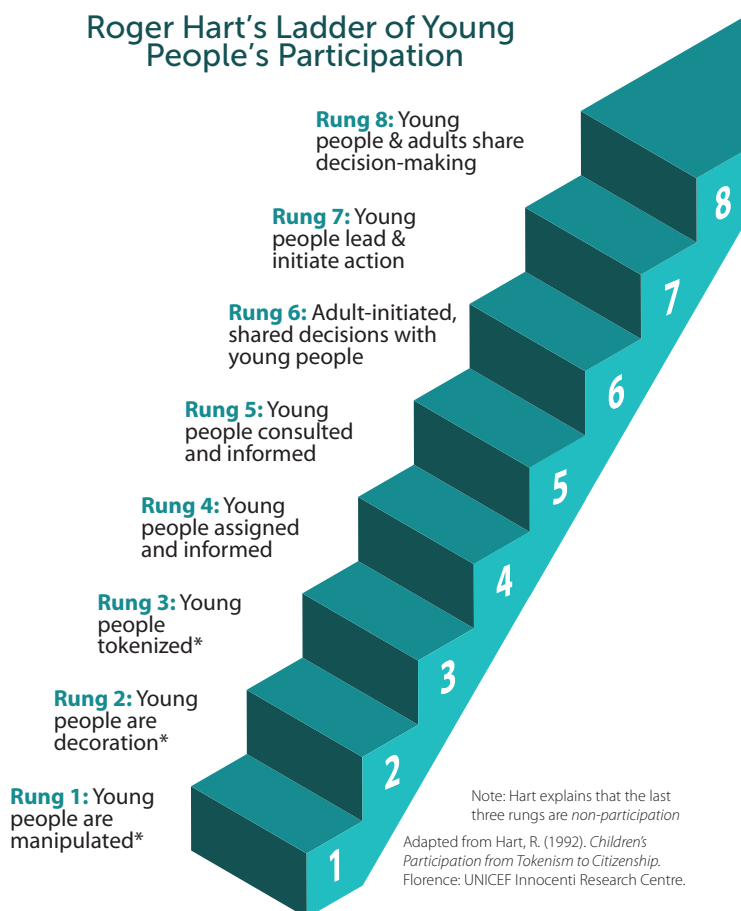 Roger Hart's Ladder of Young
People's Participation
Rung 8: Young
people & adults share
decision-making
Rung 7: Young
people lead &
initiate action
Rung 6: Adult-initiated,
shared decisions with
young people
Rung 5: Young
people consulted
and informed
Rung 4: Young
people assigned
and informed
Rung 3: Young
people
tokenized*
Rung 2: Young
people are
decoration*
Rung 1: Young
people are
manipulated*
8
7
6
5
4
3
2
1
Note: Hart explains that the last
three rungs are non-participation
Adapted from Hart, R. (1992). Children's
Participation from Tokenism to Citizenship.
Florence: UNICEF Innocenti Research Centre.